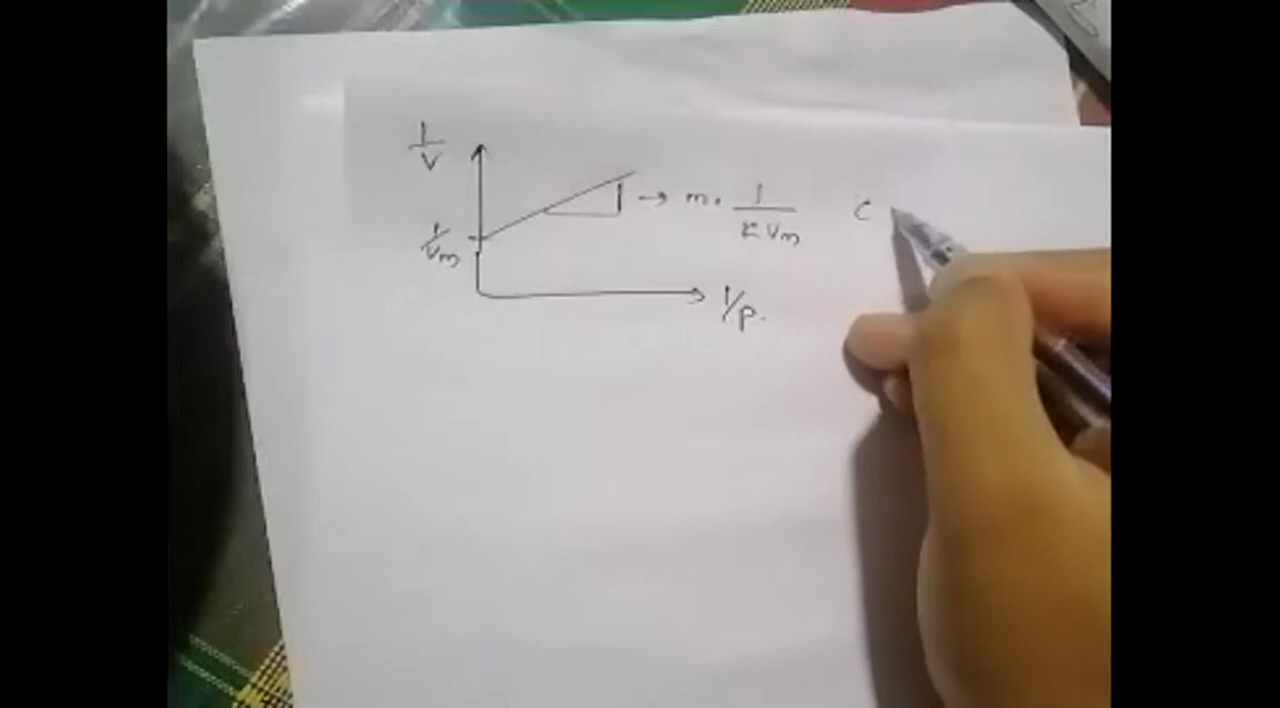 1/V
→ m = 1/KVm
C
1/Vm
1/P.